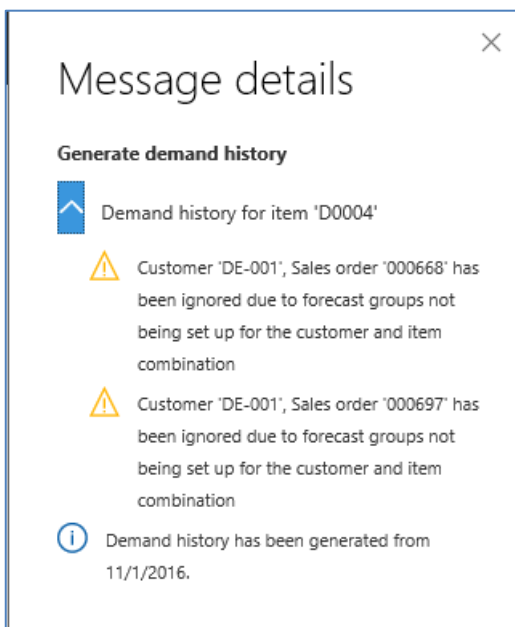 Message details
Generate demand history
Demand history for item 'D0004'
Customer 'DE-001', Sales order '000668' has
been ignored due to forecast groups not
being set up for the customer and item
combination
Customer 'DE-001', Sales order '000697' has
been ignored due to forecast groups not
being set up for the customer and item
combination
Demand history has been generated from
11/1/2016.